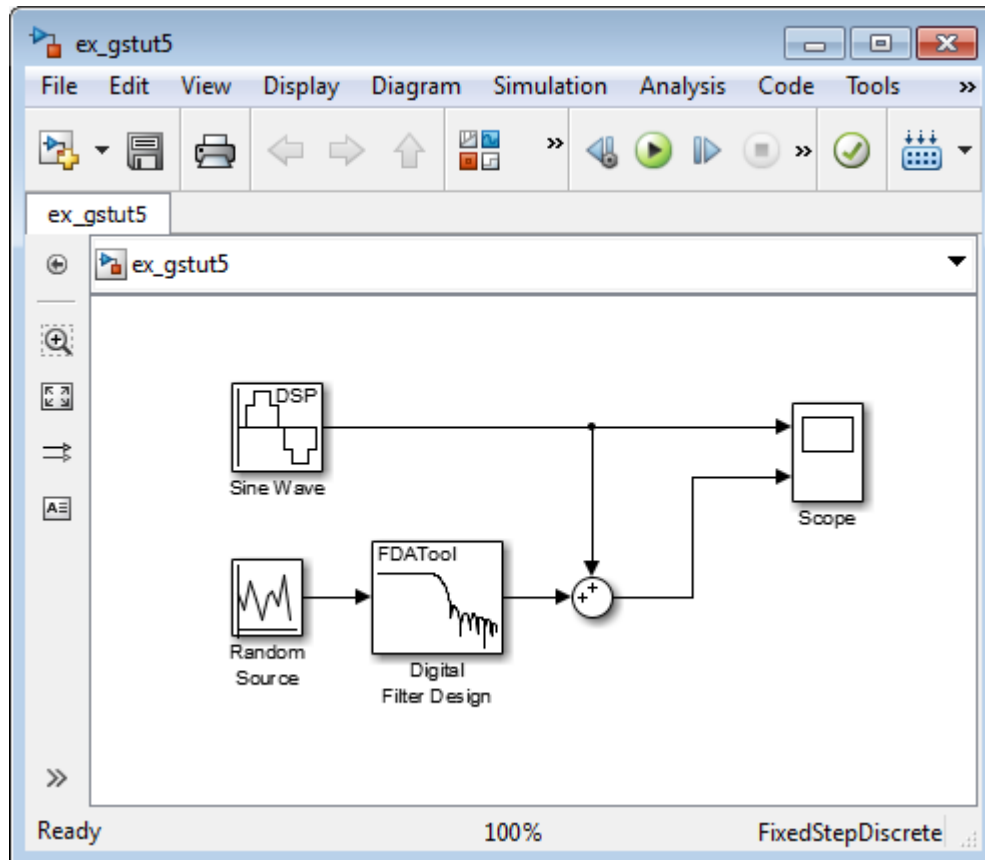 ex_gstut5
File Edit View Display Diagram Simulation Analysis Code Tools »
ex_gstut5
ex_gstut5
DSP
Sine Wave
Scope
FDATool
Random
Source
Digital
Filter Design
Ready 100% FixedStepDiscrete